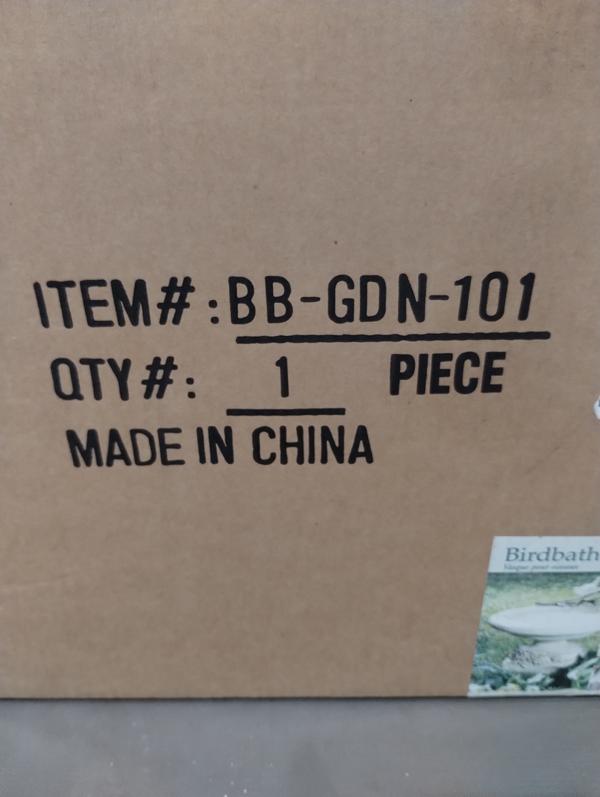 ITEM#:BB-GDN-101
QTY#: 1 PIECE
MADE IN CHINA
Birdbath